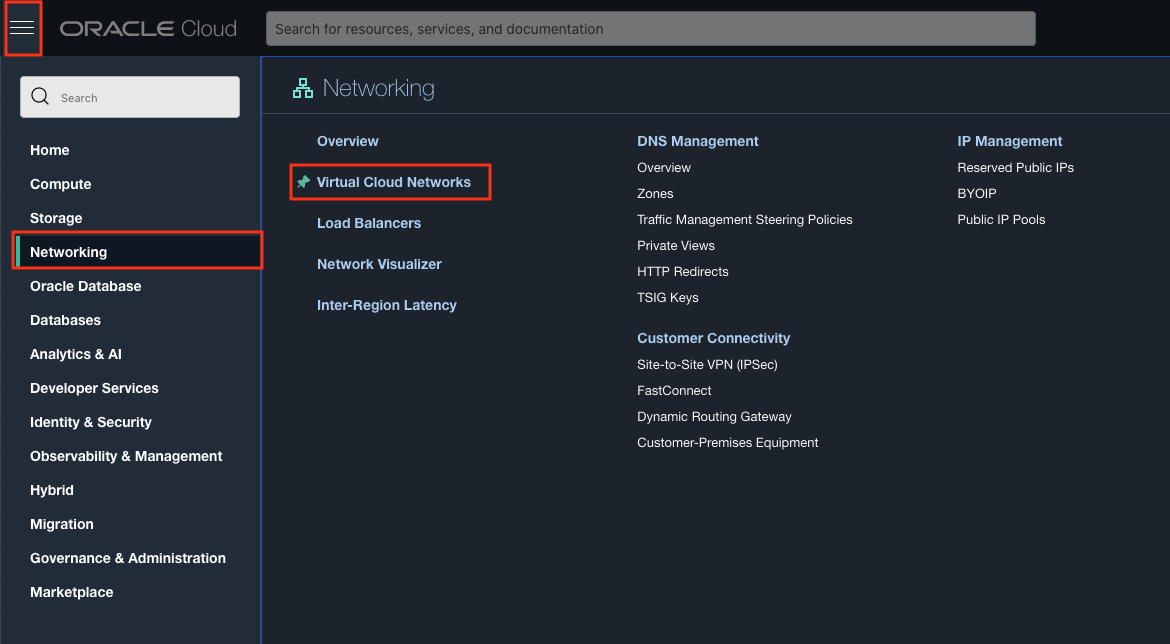 ORACLE Cloud
Search for resources, services, and documentation
Search
Home
Compute
Storage
Networking
Oracle Database
Databases
Analytics & AI
Developer Services
Identity & Security
Observability & Management
Hybrid
Migration
Governance & Administration
Marketplace
Networking
Overview
Virtual Cloud Networks
Load Balancers
Network Visualizer
Inter-Region Latency
DNS Management
Overview
Zones
Traffic Management Steering Policies
Private Views
HTTP Redirects
TSIG Keys
Customer Connectivity
Site-to-Site VPN (IPSec)
FastConnect
Dynamic Routing Gateway
Customer-Premises Equipment
IP Management
Reserved Public IPs
BYOIP
Public IP Pools